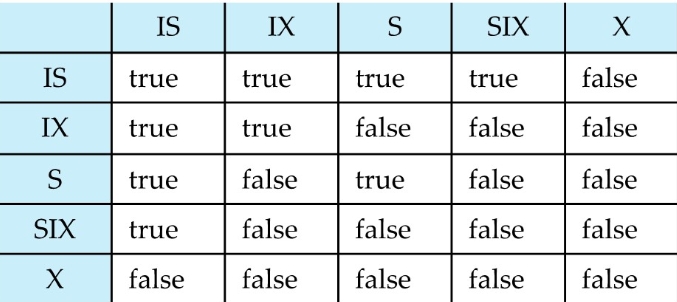 IS IX S SIX X
IS true true true true false
IX true true false false false
S true false true false false
SIX true false false false false
X false false false false false